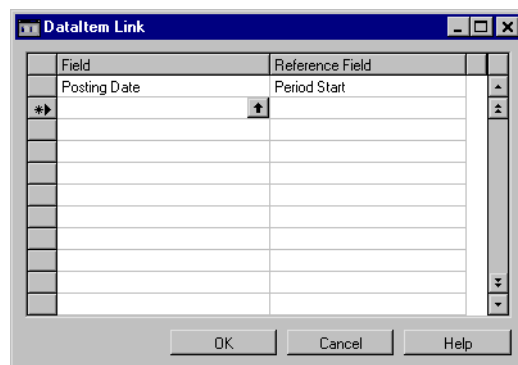 DataItem Link
Field Reference Field
Posting Date Period Start
OK Cancel Help